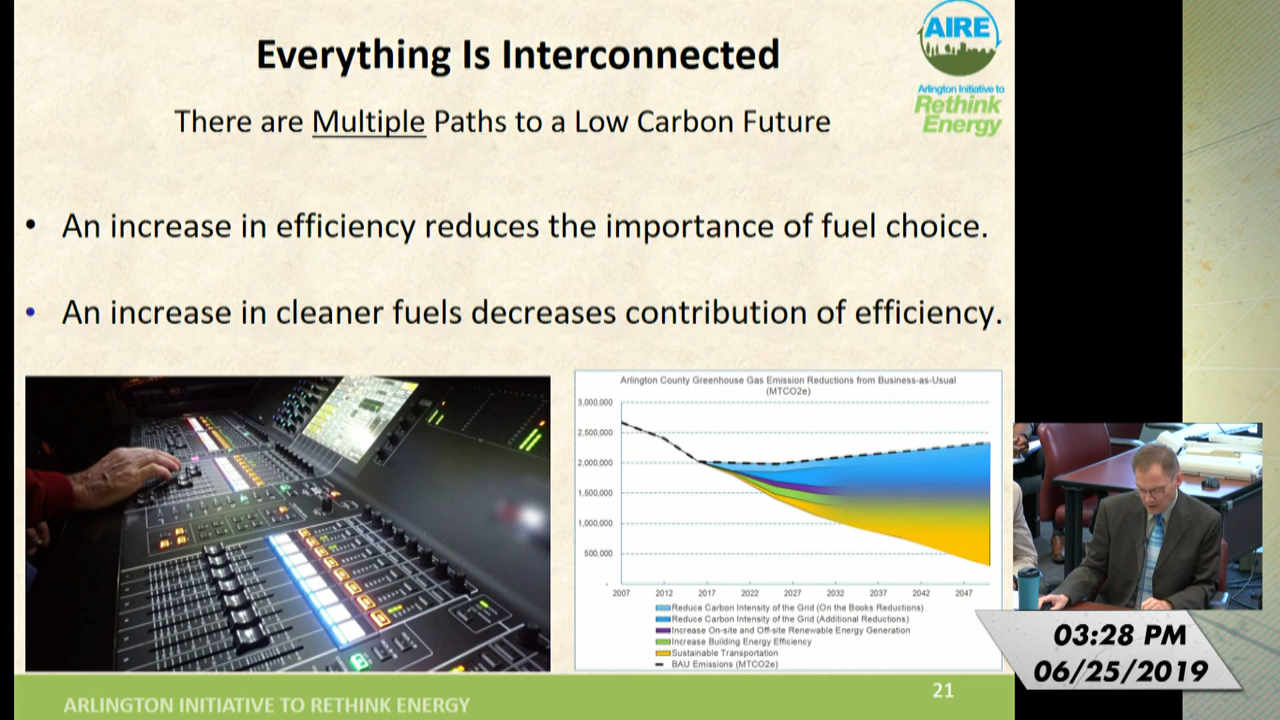 Everything Is Interconnected
There are Multiple Paths to a Low Carbon Future
AIRE
Arlington Initiative to
Rethink
Energy
• An increase in efficiency reduces the importance of fuel choice.
• An increase in cleaner fuels decreases contribution of efficiency.
Arlington County Greenhouse Gas Emission Reductions from Business-as-Usual
(MTCO2e)
3,000,000
2,500,000
2,000,000
1,500,000
1,000,000
500,000
-
2007 2012 2017 2022 2027 2032 2037 2042 2047
Reduce Carbon Intensity of the Grid (On the Books Reductions)
Reduce Carbon Intensity of the Grid (Additional Reductions)
Increase On-site and Off-site Renewable Energy Generation
Increase Building Energy Efficiency
Sustainable Transportation
BAU Emissions (MTCO2e)
ARLINGTON INITIATIVE TO RETHINK ENERGY
21
03:28 PM
06/25/2019